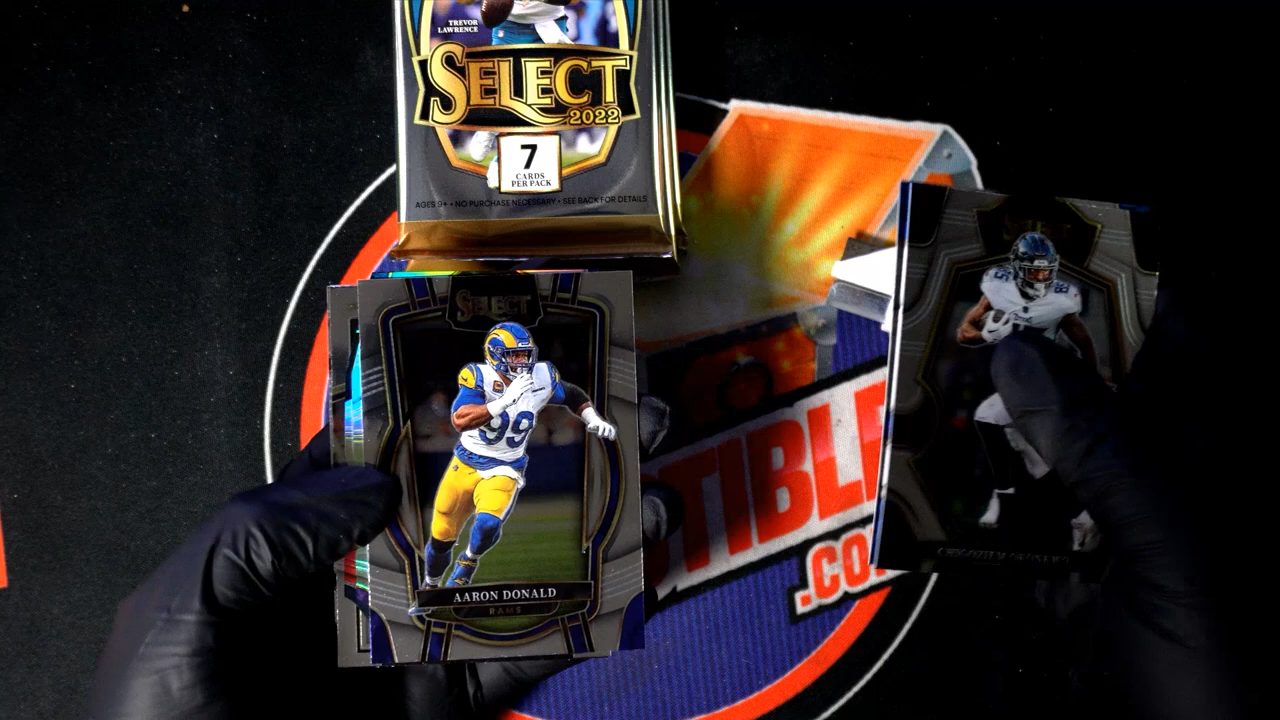 TREVOR
LAWRENCE
SELECT
2022
7
CARDS
PER PACK
AGES 9+ • NO PURCHASE NECESSARY • SEE BACK FOR DETAILS
SELECT
99
AARON DONALD
RAMS
85
TIBLE
.CO